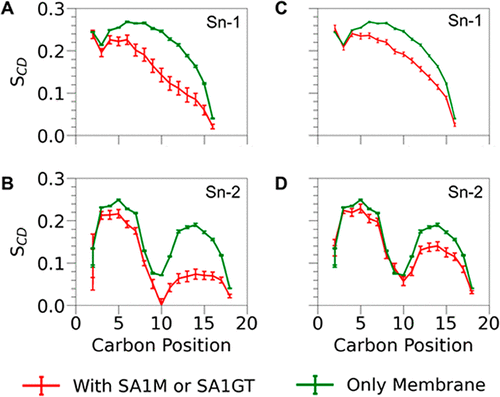 A
Sn-1
0.3
0.2
0.1
0.0
S_CD
C
Sn-1
B
Sn-2
0.3
0.2
0.1
0.0
S_CD
0 5 10 15 20
Carbon Position
D
Sn-2
0 5 10 15 20
Carbon Position
With SA1M or SA1GT
Only Membrane